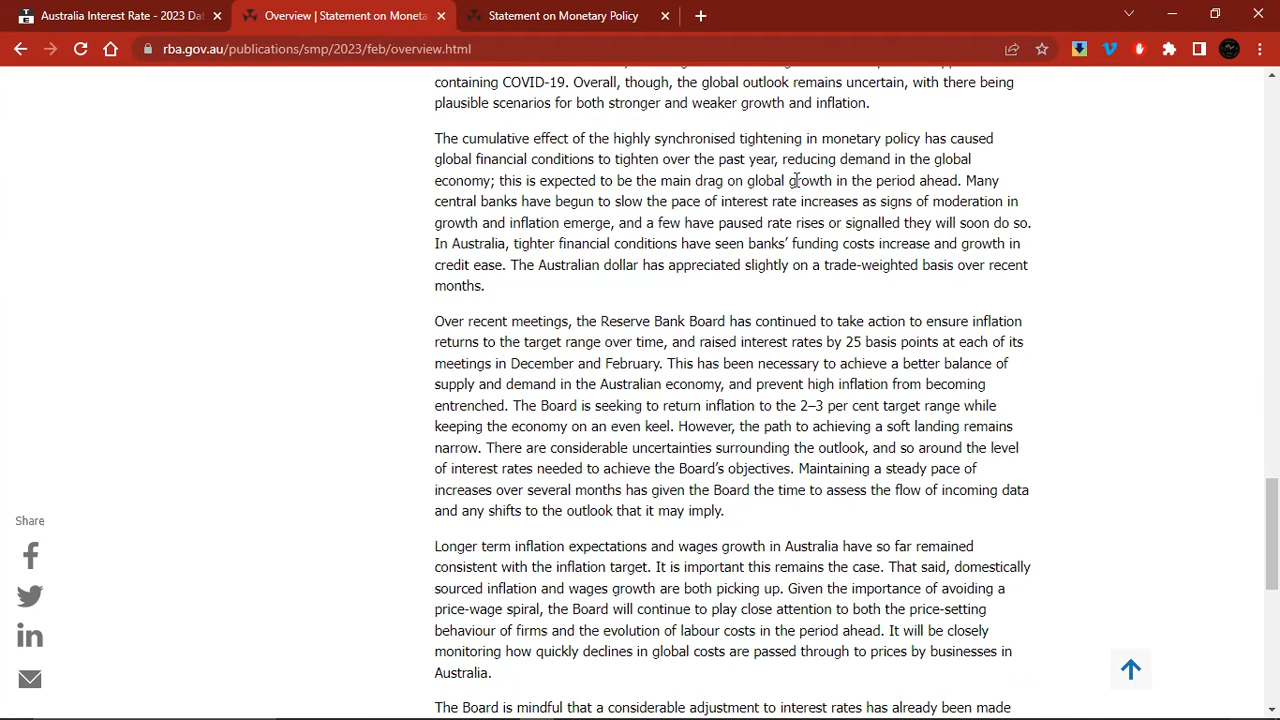 Australia Interest Rate - 2023 Dat
Overview | Statement on Moneta
Statement on Monetary Policy
rba.gov.au/publications/smp/2023/feb/overview.html
containing COVID-19. Overall, though, the global outlook remains uncertain, with there being
plausible scenarios for both stronger and weaker growth and inflation.
The cumulative effect of the highly synchronised tightening in monetary policy has caused
global financial conditions to tighten over the past year, reducing demand in the global
economy; this is expected to be the main drag on global growth in the period ahead. Many
central banks have begun to slow the pace of interest rate increases as signs of moderation in
growth and inflation emerge, and a few have paused rate rises or signalled they will soon do so.
In Australia, tighter financial conditions have seen banks’ funding costs increase and growth in
credit ease. The Australian dollar has appreciated slightly on a trade-weighted basis over recent
months.
Over recent meetings, the Reserve Bank Board has continued to take action to ensure inflation
returns to the target range over time, and raised interest rates by 25 basis points at each of its
meetings in December and February. This has been necessary to achieve a better balance of
supply and demand in the Australian economy, and prevent high inflation from becoming
entrenched. The Board is seeking to return inflation to the 2–3 per cent target range while
keeping the economy on an even keel. However, the path to achieving a soft landing remains
narrow. There are considerable uncertainties surrounding the outlook, and so around the level
of interest rates needed to achieve the Board’s objectives. Maintaining a steady pace of
increases over several months has given the Board the time to assess the flow of incoming data
and any shifts to the outlook that it may imply.
Share
Longer term inflation expectations and wages growth in Australia have so far remained
consistent with the inflation target. It is important this remains the case. That said, domestically
sourced inflation and wages growth are both picking up. Given the importance of avoiding a
price-wage spiral, the Board will continue to play close attention to both the price-setting
behaviour of firms and the evolution of labour costs in the period ahead. It will be closely
monitoring how quickly declines in global costs are passed through to prices by businesses in
Australia.
The Board is mindful that a considerable adjustment to interest rates has already been made